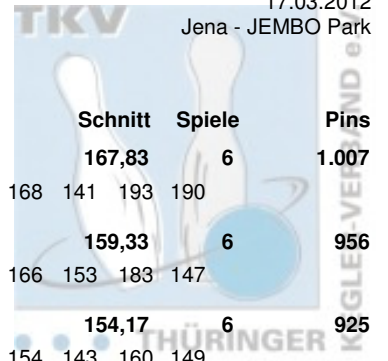 TKV
17.03.2012
Jena - JEMBO Park
Schnitt Spiele Pins
167,83 6 1.007
168 141 193 190
159,33 6 956
166 153 183 147
154,17 6 925
154 143 160 149
THÜRINGER
KEGLER-VERBAND e.V.